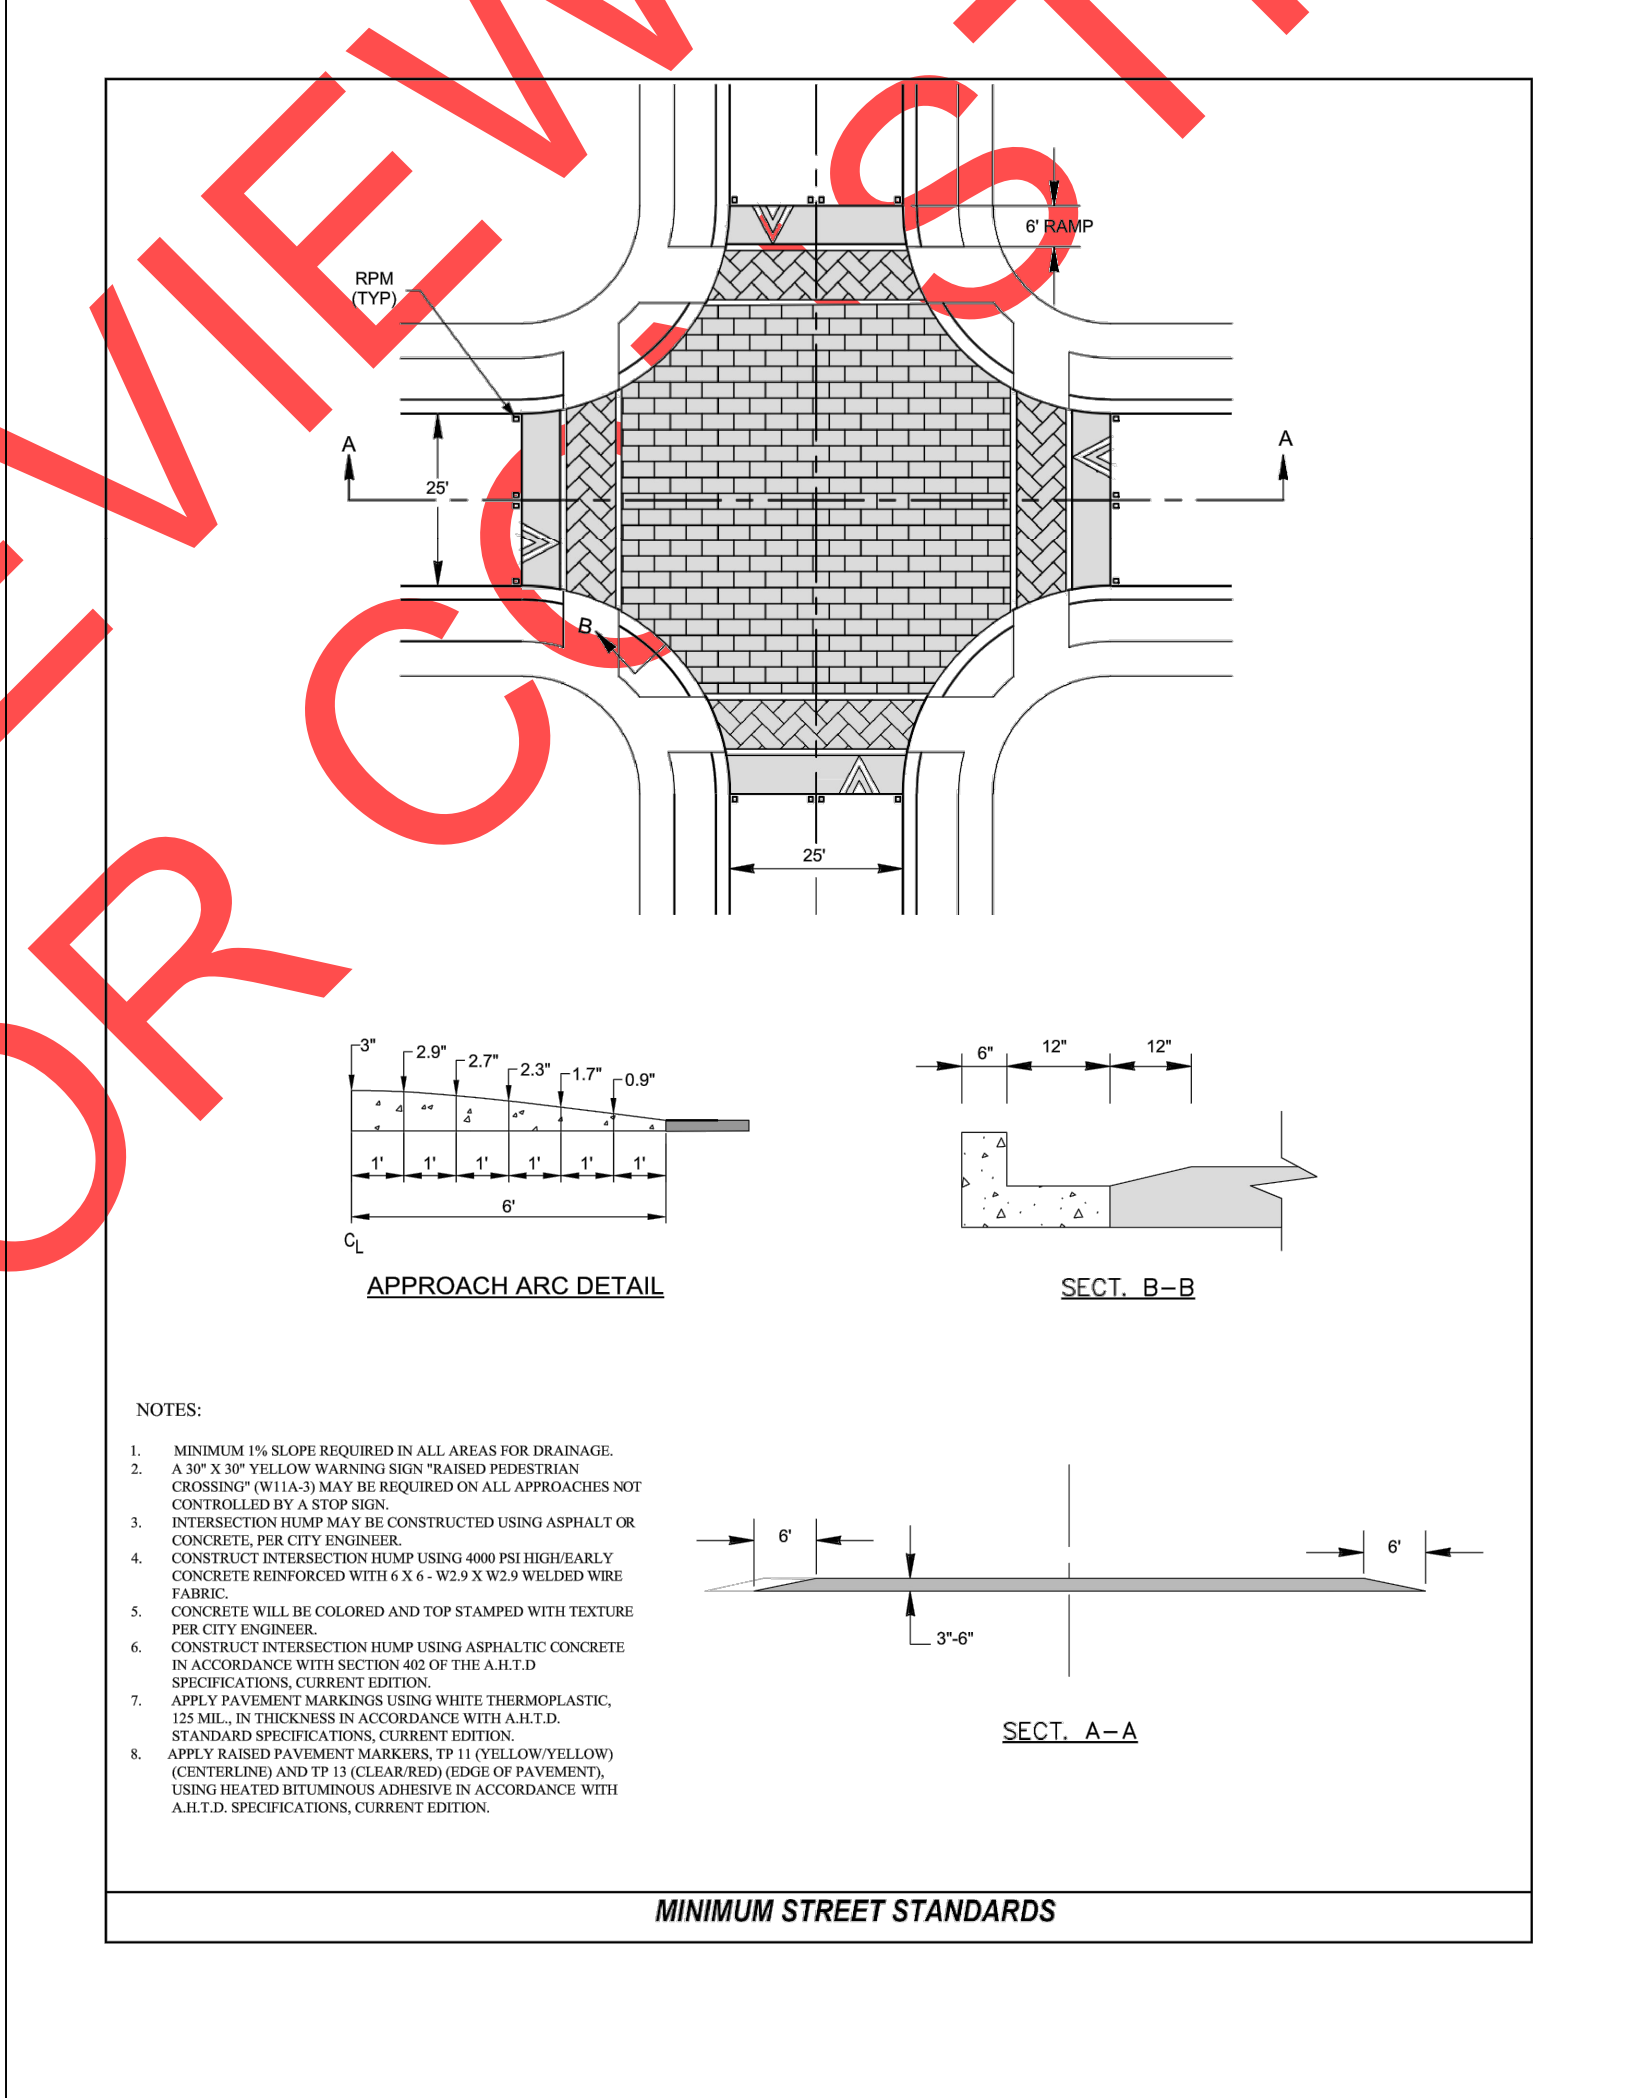 6' RAMP
RPM
(TYP)
A
A
25'
B
25'
3"
2.9"
2.7"
2.3"
1.7"
0.9"
1'
1'
1'
1'
1'
1'
6'
CL
APPROACH ARC DETAIL
6"
12"
12"
SECT. B-B
NOTES:
1. MINIMUM 1% SLOPE REQUIRED IN ALL AREAS FOR DRAINAGE.
2. A 30" X 30" YELLOW WARNING SIGN "RAISED PEDESTRIAN
CROSSING" (W11A-3) MAY BE REQUIRED ON ALL APPROACHES NOT
CONTROLLED BY A STOP SIGN.
3. INTERSECTION HUMP MAY BE CONSTRUCTED USING ASPHALT OR
CONCRETE, PER CITY ENGINEER.
4. CONSTRUCT INTERSECTION HUMP USING 4000 PSI HIGH/EARLY
CONCRETE REINFORCED WITH 6 X 6 - W2.9 X W2.9 WELDED WIRE
FABRIC.
5. CONCRETE WILL BE COLORED AND TOP STAMPED WITH TEXTURE
PER CITY ENGINEER.
6. CONSTRUCT INTERSECTION HUMP USING ASPHALTIC CONCRETE
IN ACCORDANCE WITH SECTION 402 OF THE A.H.T.D
SPECIFICATIONS, CURRENT EDITION.
7. APPLY PAVEMENT MARKINGS USING WHITE THERMOPLASTIC,
125 MIL., IN THICKNESS IN ACCORDANCE WITH A.H.T.D.
STANDARD SPECIFICATIONS, CURRENT EDITION.
8. APPLY RAISED PAVEMENT MARKERS, TP 11 (YELLOW/YELLOW)
(CENTERLINE) AND TP 13 (CLEAR/RED) (EDGE OF PAVEMENT),
USING HEATED BITUMINOUS ADHESIVE IN ACCORDANCE WITH
A.H.T.D. SPECIFICATIONS, CURRENT EDITION.
6'
6'
3"-6"
SECT. A-A
MINIMUM STREET STANDARDS